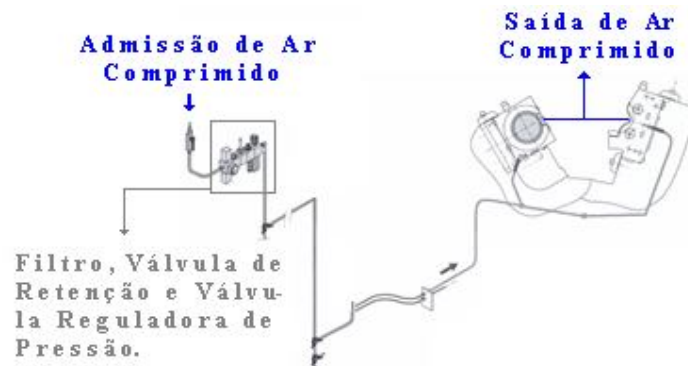 Admissão de Ar
Comprimido
Saída de Ar
Comprimido
Filtro, Válvula de
Retenção e Válvu-
la Reguladora de
Pressão.